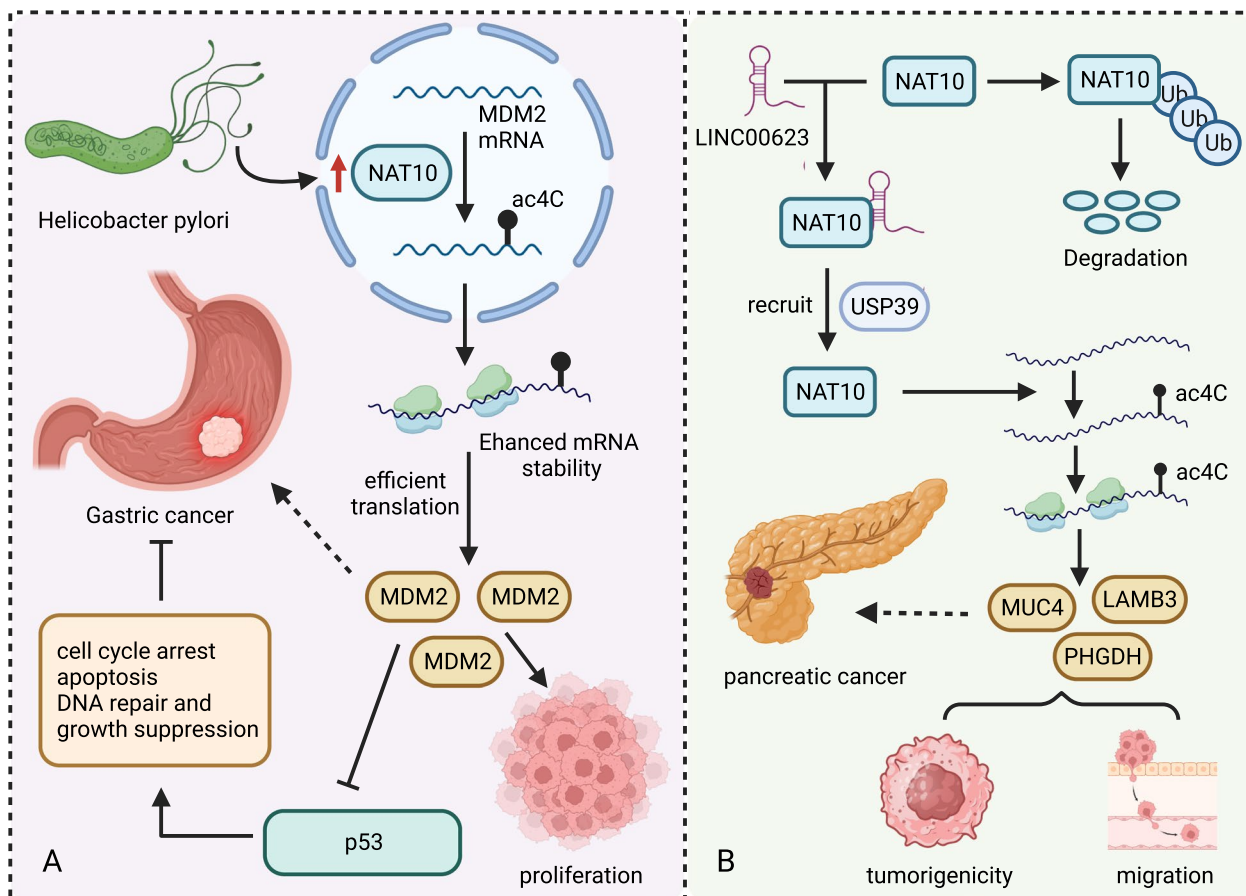 MDM2
mRNA
NAT10
ac4C
Helicobacter pylori
Ehanced mRNA
stability
efficient
translation
Gastric cancer
MDM2
MDM2
MDM2
cell cycle arrest
apoptosis
DNA repair and
growth suppression
p53
proliferation
A
LINC00623
NAT10
NAT10
Ub
Ub
Ub
NAT10
Degradation
recruit
USP39
NAT10
ac4C
ac4C
MUC4
LAMB3
PHGDH
pancreatic cancer
tumorigenicity
migration
B